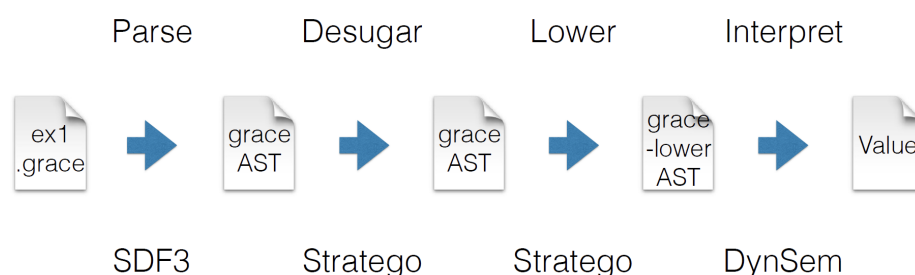 Parse Desugar Lower Interpret
ex1
.grace
grace
AST
grace
AST
grace
-lower
AST
Value
SDF3 Stratego Stratego DynSem